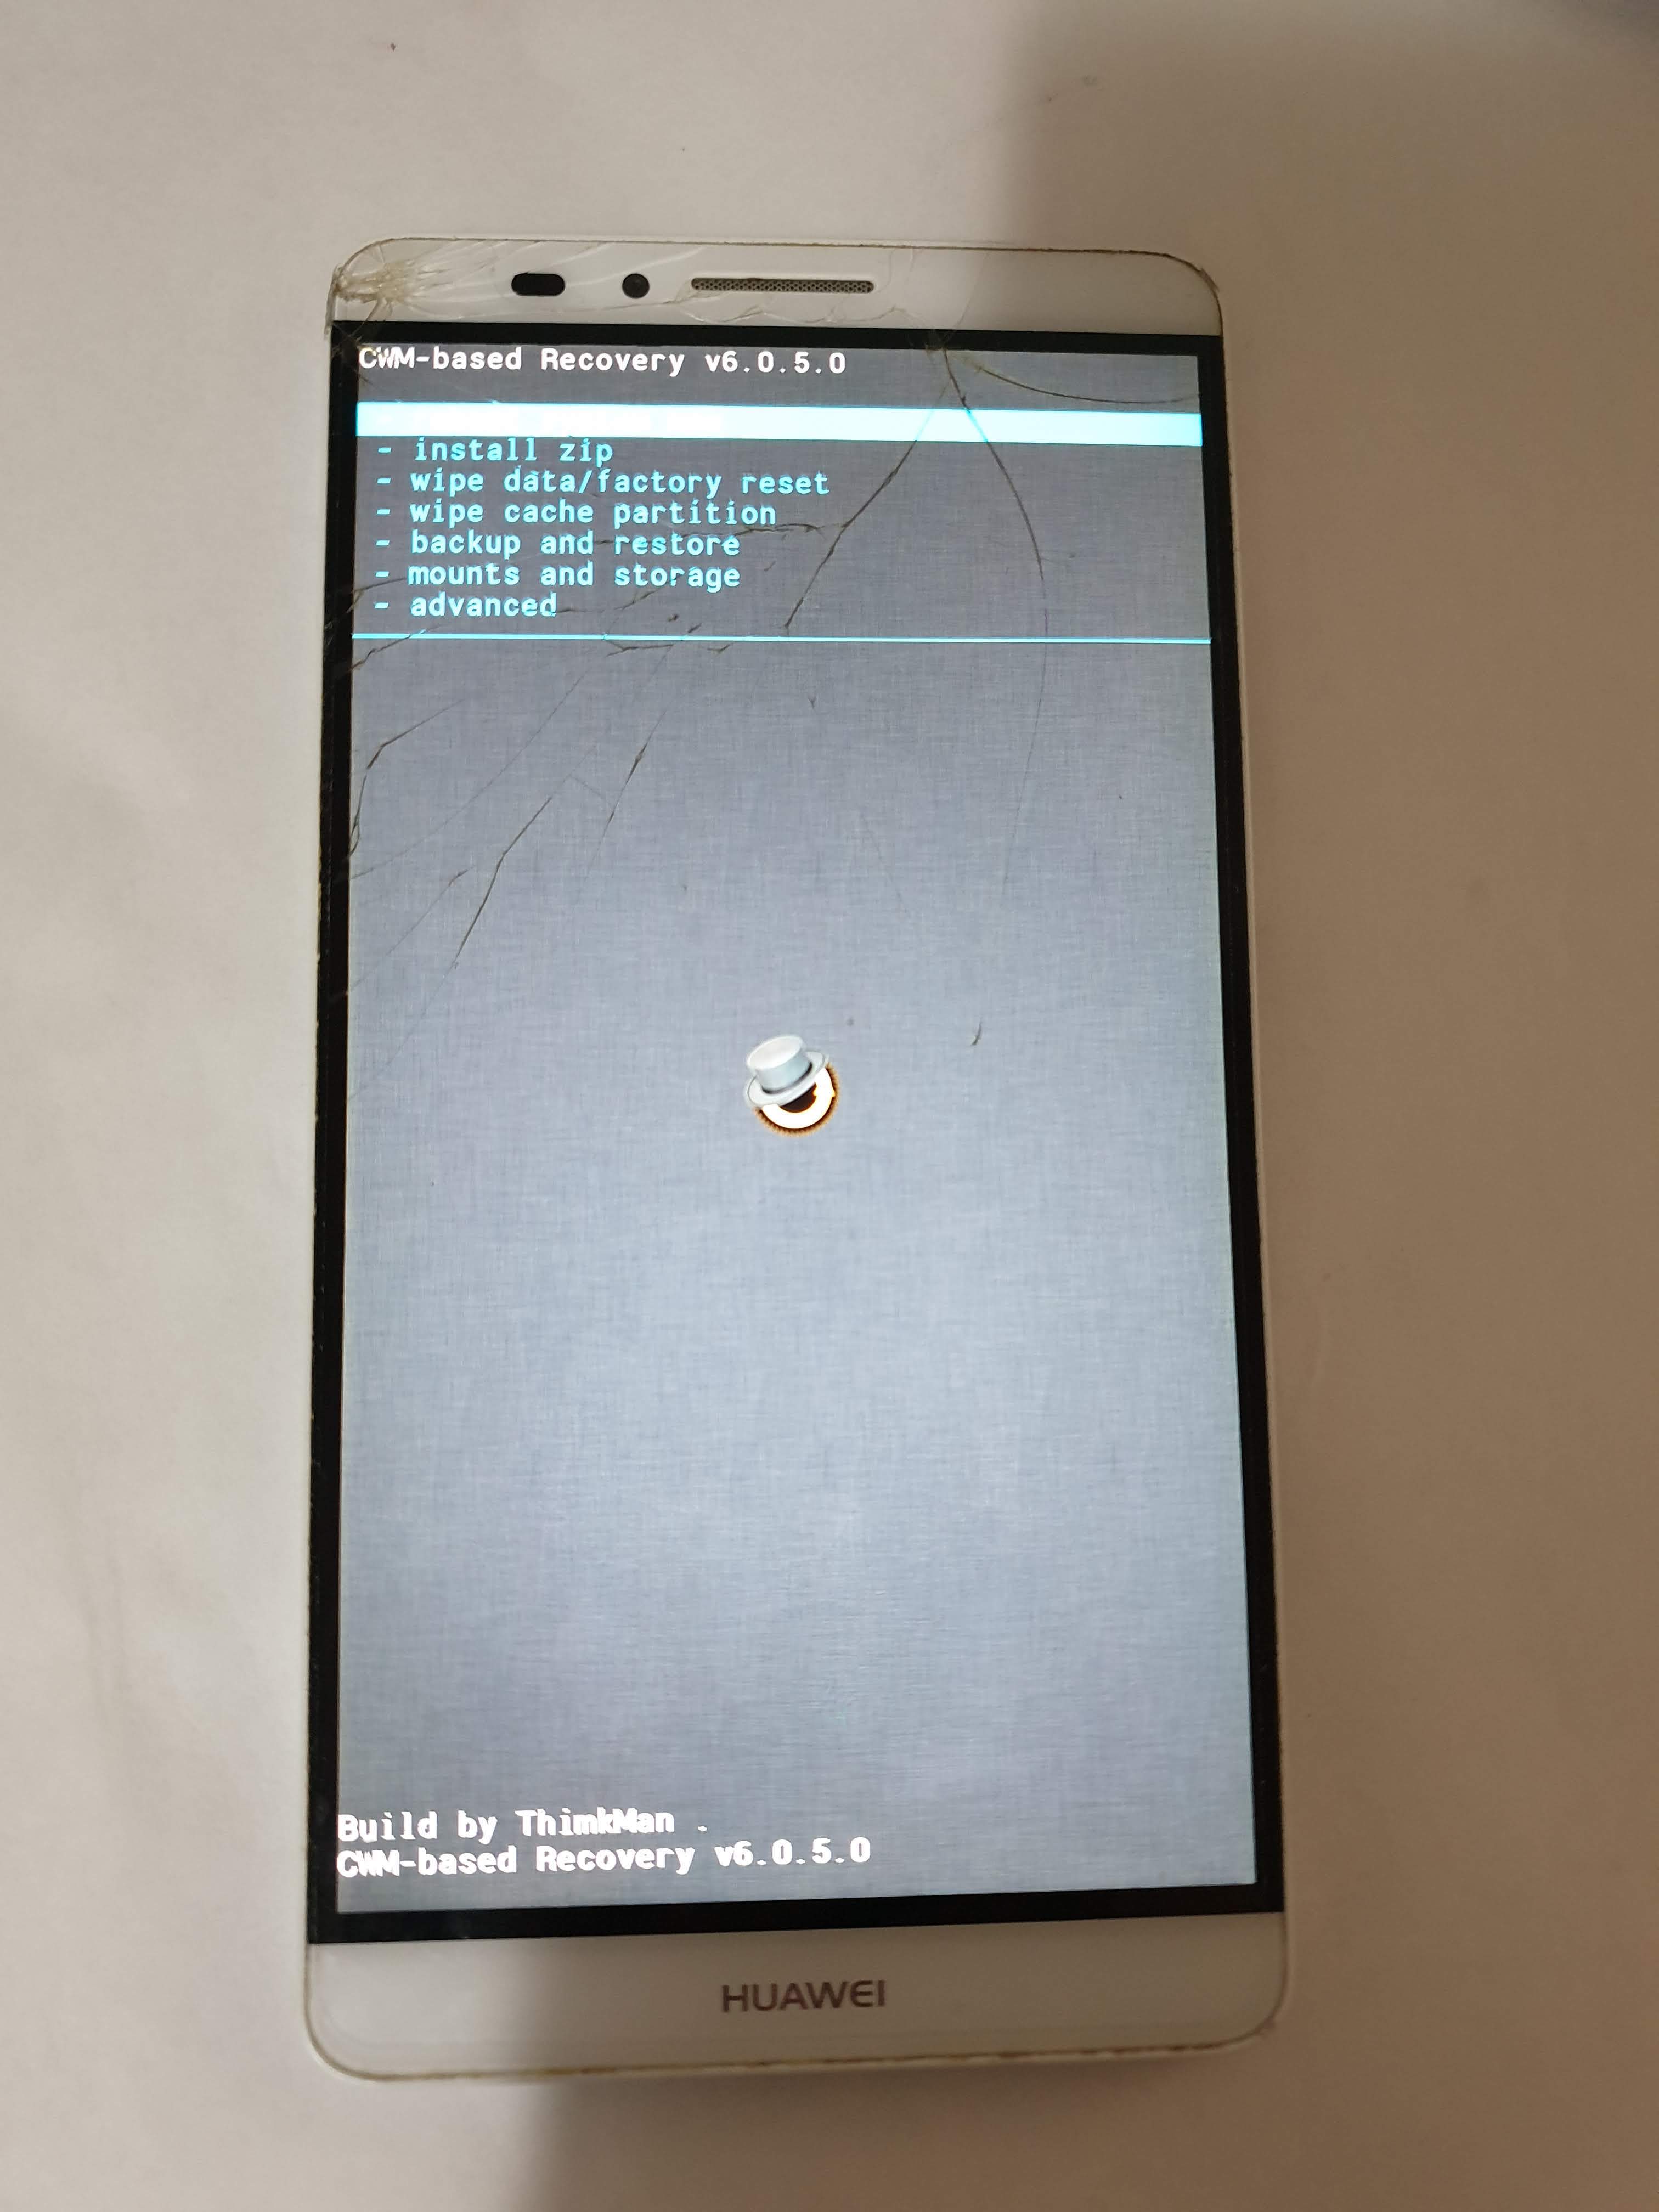 CWM-based Recovery v6.0.5.0
- install zip
- wipe data/factory reset
- wipe cache partition
- backup and restore
- mounts and storage
- advanced
Build by ThimkMan .
CWM-based Recovery v6.0.5.0
HUAWEI